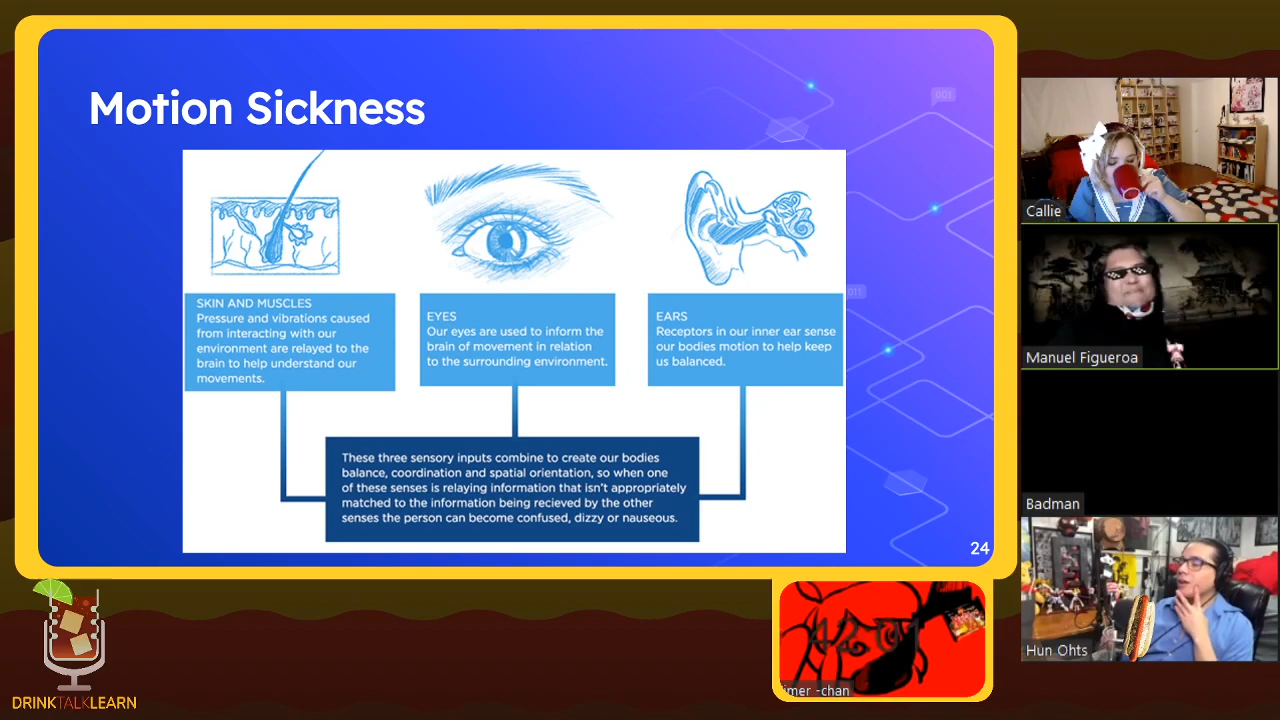 Motion Sickness
001
011
SKIN AND MUSCLES
Pressure and vibrations caused
from interacting with our
environment are relayed to the
brain to help understand our
movements.
EYES
Our eyes are used to inform the
brain of movement in relation
to the surrounding environment.
EARS
Receptors in our inner ear sense
our bodies motion to help keep
us balanced.
These three sensory inputs combine to create our bodies
balance, coordination and spatial orientation, so when one
of these senses is relaying information that isn't appropriately
matched to the information being recieved by the other
senses the person can become confused, dizzy or nauseous.
24
Callie
Manuel Figueroa
Badman
Hun Ohts
imer -chan
DRINKTALKLEARN